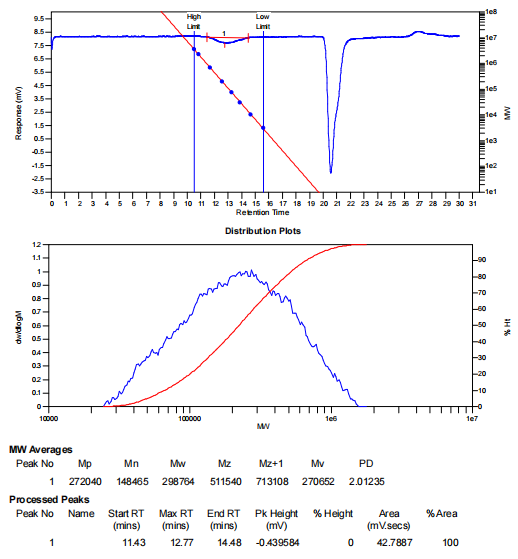 High Limit
Low Limit
1
9.5
8.5
7.5
6.5
5.5
4.5
3.5
2.5
1.5
0.5
-0.5
-1.5
-2.5
-3.5
Response (mV)
1e8
1e7
1e6
1e5
1e4
1e3
1e2
1e1
MW
0 1 2 3 4 5 6 7 8 9 10 11 12 13 14 15 16 17 18 19 20 21 22 23 24 25 26 27 28 29 30 31
Retention Time
Distribution Plots
1.2
1.1
1
0.9
0.8
0.7
0.6
0.5
0.4
0.3
0.2
0.1
0
dwt/dlogM
90
80
70
60
50
40
30
20
10
0
% Ht
10000 100000 1e6 1e7
MW
MW Averages
Peak No Mp Mn Mw Mz Mz+1 Mv PD
1 272040 148465 298764 511540 713108 270652 2.01235
Processed Peaks
Peak No Name Start RT (mins) Max RT (mins) End RT (mins) Pk Height (mV) % Height Area (mV.secs) %Area
1 11.43 12.77 14.48 -0.439584 0 42.7887 100